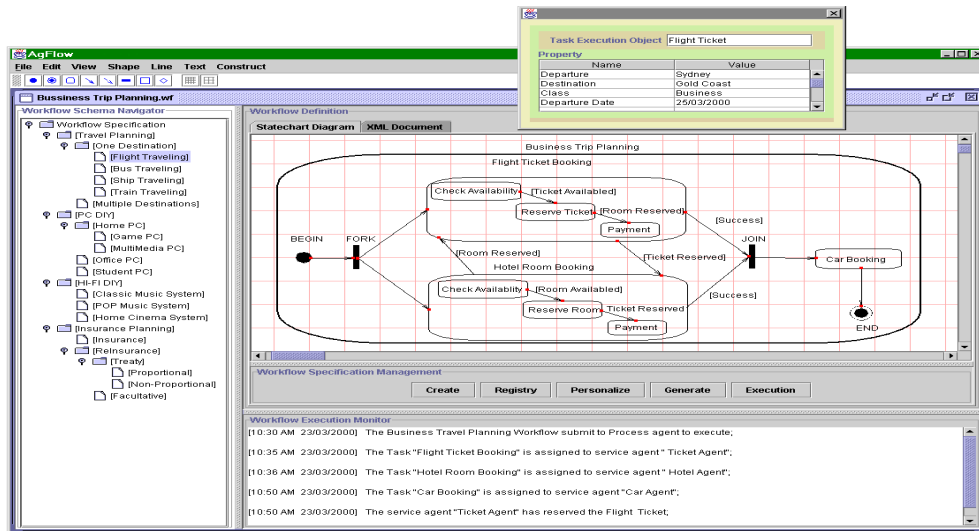 Task Execution Object Flight Ticket
Property
Name Value
Departure Sydney
Destination Gold Coast
Class Business
Departure Date 25/03/2000
AgFlow
File Edit View Shape Line Text Construct
Bussiness Trip Planning.wf
Workflow Schema Navigator
Workflow Specification
[Travel Planning]
[One Destination]
[Flight Traveling]
[Bus Traveling]
[Ship Traveling]
[Train Traveling]
[Multiple Destinations]
[PC DIY]
[Home PC]
[Game PC]
[MultiMedia PC]
[Office PC]
[Student PC]
[HI-FI DIY]
[Classic Music System]
[POP Music System]
[Home Cinema System]
[Insurance Planning]
[Insurance]
[ReInsurance]
[Treaty]
[Proportional]
[Non-Proportional]
[Facultative]
Workflow Definition
Statechart Diagram XML Document
Business Trip Planning
Flight Ticket Booking
Check Availability [Ticket Availabled]
Reserve Ticket [Room Reserved]
Payment
[Success]
BEGIN FORK JOIN
[Room Reserved] [Ticket Reserved]
Car Booking
Hotel Room Booking
Check Availablity [Room Available]
[Success]
Reserve Room Ticket Reserved
Payment
END
Workflow Specification Management
Create Registry Personalize Generate Execution
Workflow Execution Monitor
[10:30 AM 23/03/2000] The Business Travel Planning Workflow submit to Process agent to execute;
[10:35 AM 23/03/2000] The Task "Flight Ticket Booking" is assigned to service agent " Ticket Agent";
[10:36 AM 23/03/2000] The Task "Hotel Room Booking" is assigned to service agent " Hotel Agent";
[10:50 AM 23/03/2000] The Task "Car Booking" is assigned to service agent "Car Agent";
[10:50 AM 23/03/2000] The service agent "Ticket Agent" has reserved the Flight Ticket;